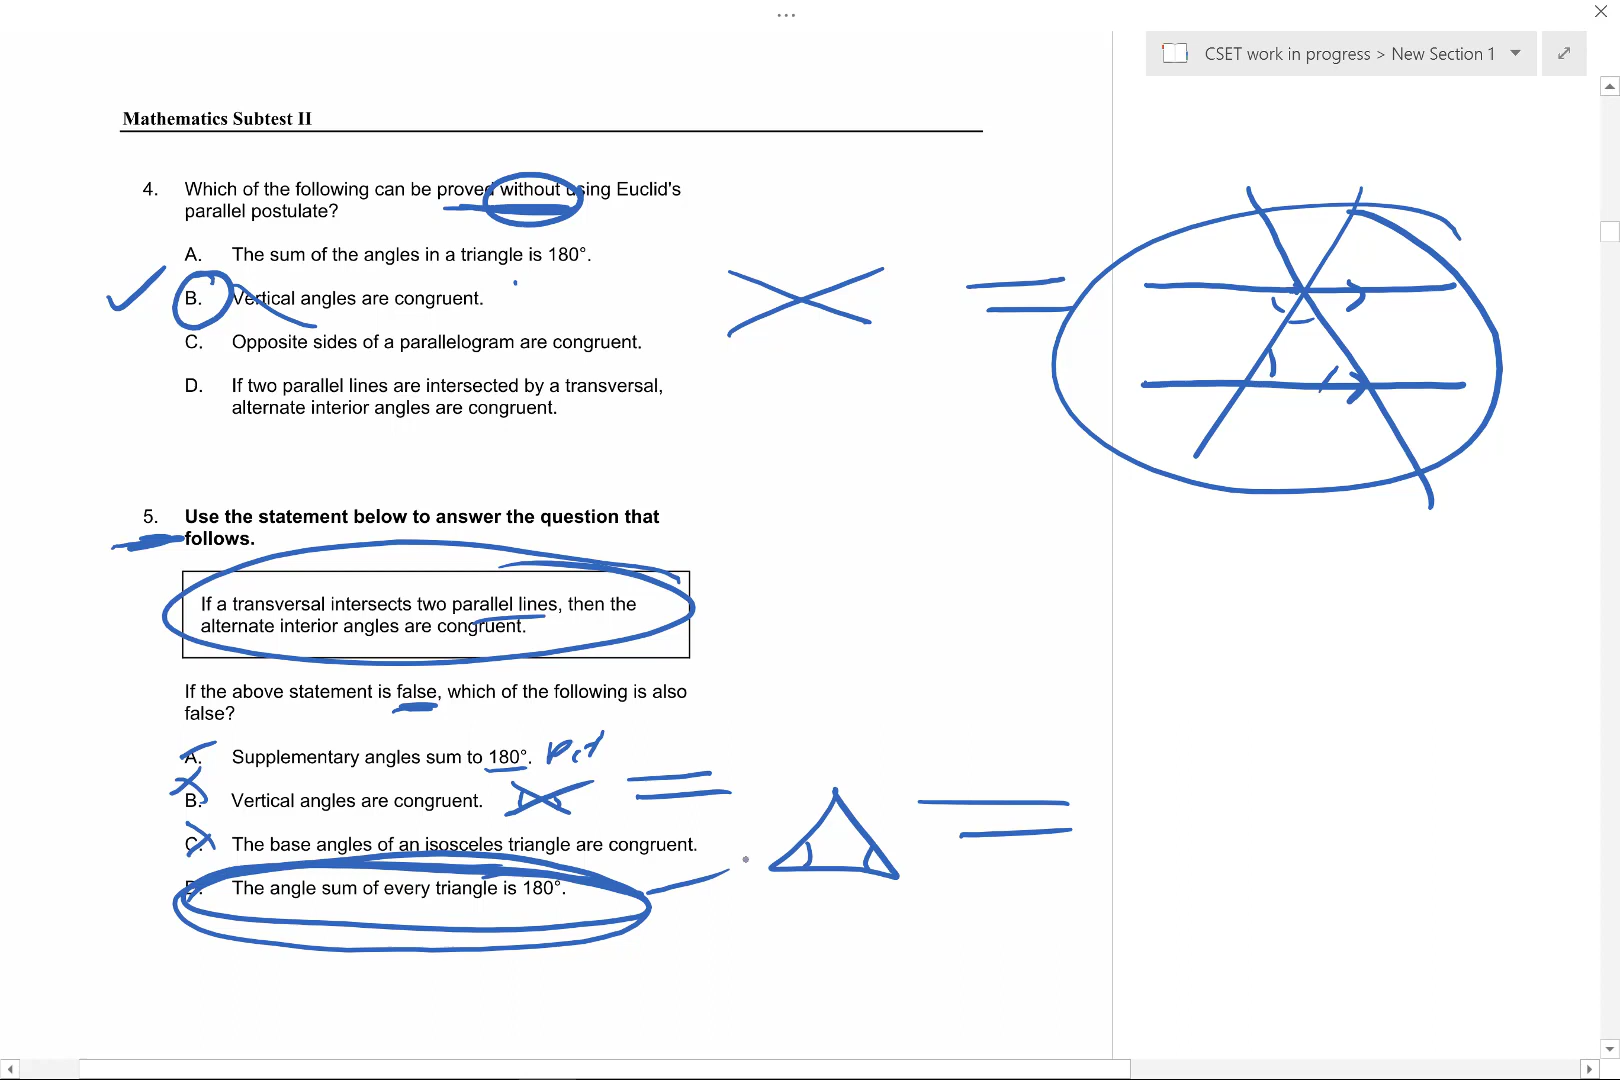 CSET work in progress > New Section 1
Mathematics Subtest II
4. Which of the following can be proved without using Euclid's
parallel postulate?
A. The sum of the angles in a triangle is 180°.
B. Vertical angles are congruent.
C. Opposite sides of a parallelogram are congruent.
D. If two parallel lines are intersected by a transversal,
alternate interior angles are congruent.
5. Use the statement below to answer the question that
follows.
If a transversal intersects two parallel lines, then the
alternate interior angles are congruent.
If the above statement is false, which of the following is also
false?
A. Supplementary angles sum to 180°.
B. Vertical angles are congruent.
C. The base angles of an isosceles triangle are congruent.
D. The angle sum of every triangle is 180°.